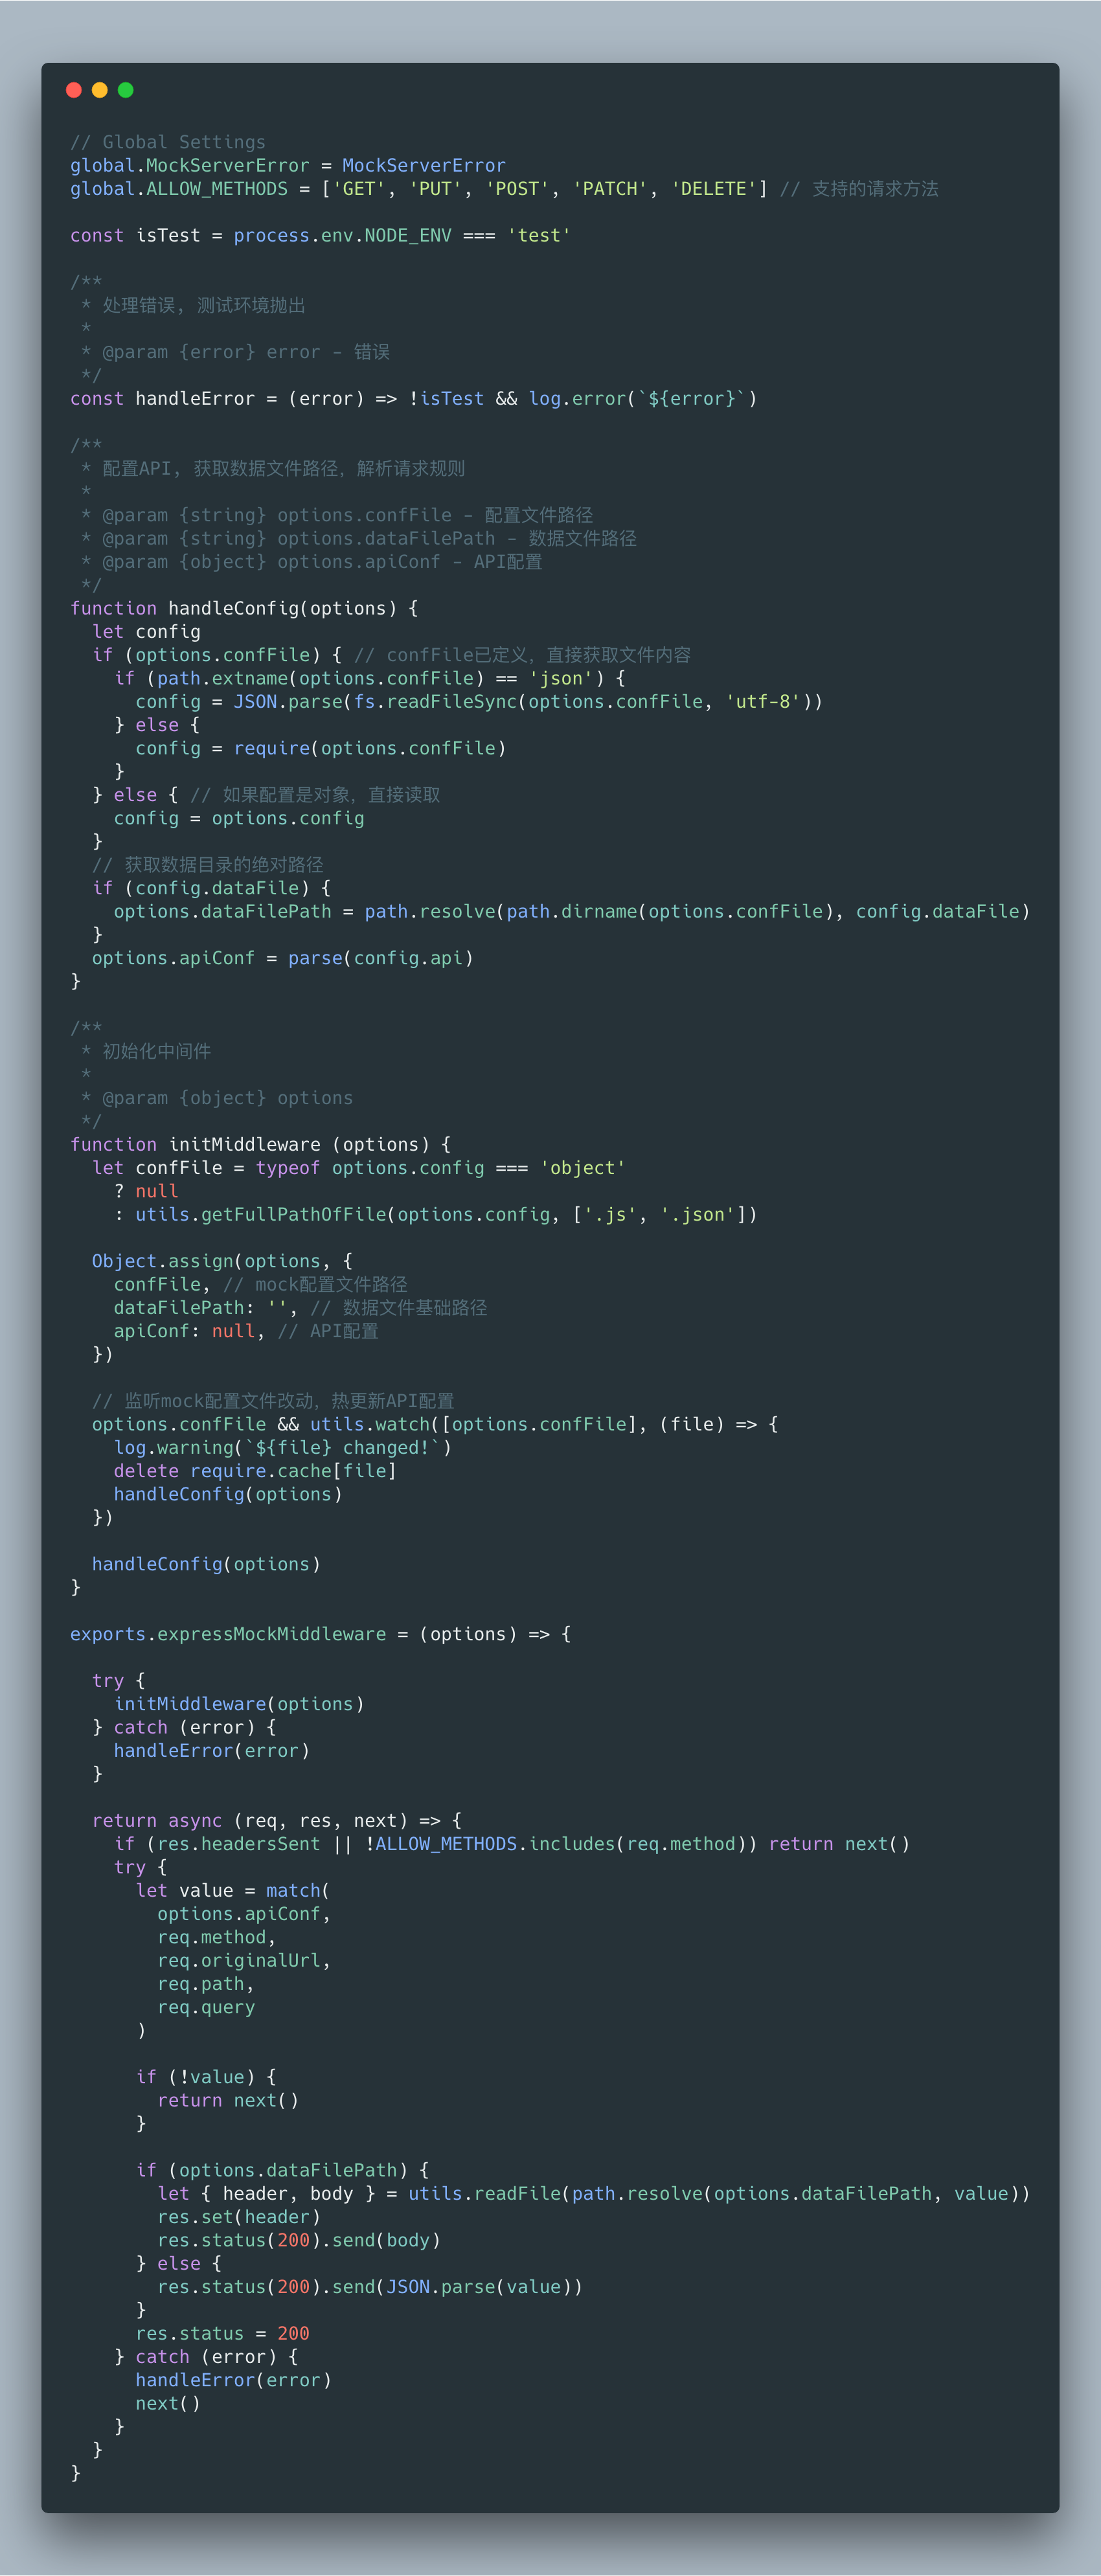 // Global Settings
global.MockServerError = MockServerError
global.ALLOW_METHODS = ['GET', 'PUT', 'POST', 'PATCH', 'DELETE'] // 支持的请求方法
const isTest = process.env.NODE_ENV === 'test'
/**
 * 处理错误, 测试环境抛出
 *
 * @param {error} error - 错误
 */
const handleError = (error) => !isTest && log.error(`${error}`)
/**
 * 配置API, 获取数据文件路径, 解析请求规则
 *
 * @param {string} options.confFile - 配置文件路径
 * @param {string} options.dataFilePath - 数据文件路径
 * @param {object} options.apiConf - API配置
 */
function handleConfig(options) {
  let config
  if (options.confFile) { // confFile已定义, 直接获取文件内容
    if (path.extname(options.confFile) == 'json') {
      config = JSON.parse(fs.readFileSync(options.confFile, 'utf-8'))
    } else {
      config = require(options.confFile)
    }
  } else { // 如果配置是对象, 直接读取
    config = options.config
  }
  // 获取数据目录的绝对路径
  if (config.dataFile) {
    options.dataFilePath = path.resolve(path.dirname(options.confFile), config.dataFile)
  }
  options.apiConf = parse(config.api)
}
/**
 * 初始化中间件
 *
 * @param {object} options
 */
function initMiddleware (options) {
  let confFile = typeof options.config === 'object'
    ? null
    : utils.getFullPathOfFile(options.config, ['.js', '.json'])
  Object.assign(options, {
    confFile, // mock配置文件路径
    dataFilePath: '', // 数据文件基础路径
    apiConf: null, // API配置
  })
  // 监听mock配置文件改动, 热更新API配置
  options.confFile && utils.watch([options.confFile], (file) => {
    log.warning(`${file} changed!`)
    delete require.cache[file]
    handleConfig(options)
  })
  handleConfig(options)
}
exports.expressMockMiddleware = (options) => {
  try {
    initMiddleware(options)
  } catch (error) {
    handleError(error)
  }
  return async (req, res, next) => {
    if (res.headersSent || !ALLOW_METHODS.includes(req.method)) return next()
    try {
      let value = match(
        options.apiConf,
        req.method,
        req.originalUrl,
        req.path,
        req.query
      )
      if (!value) {
        return next()
      }
      if (options.dataFilePath) {
        let { header, body } = utils.readFile(path.resolve(options.dataFilePath, value))
        res.set(header)
        res.status(200).send(body)
      } else {
        res.status(200).send(JSON.parse(value))
      }
      res.status = 200
    } catch (error) {
      handleError(error)
      next()
    }
  }
}